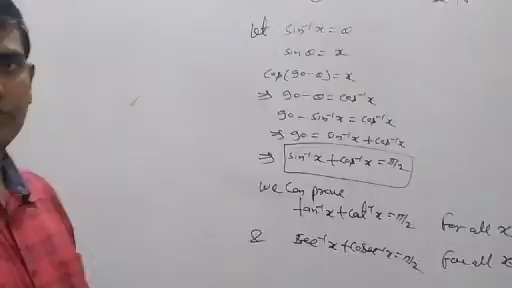 Let sin⁻¹x = θ
sin θ = x
cos(90-θ) = x
⇒ 90 - θ = cos⁻¹x
90 - sin⁻¹x = cos⁻¹x
⇒ 90 = sin⁻¹x + cos⁻¹x
⇒ sin⁻¹x + cos⁻¹x = π/2
we can prove
tan⁻¹x + cot⁻¹x = π/2 for all x
& sec⁻¹x + cosec⁻¹x = π/2 for all x